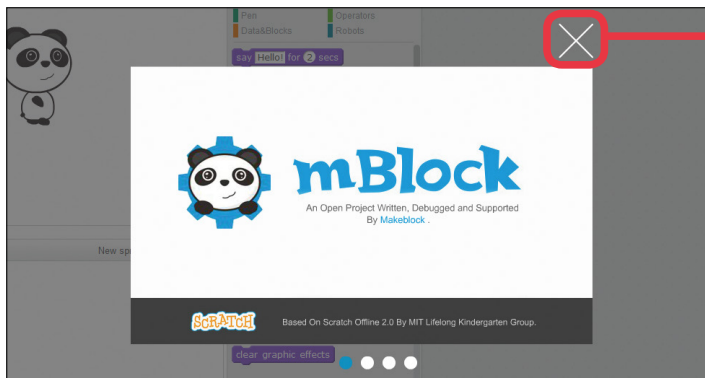 Pen
Operators
Data&Blocks
Robots
say Hello! for 2 secs
mBlock
An Open Project Written, Debugged and Supported
By Makeblock .
New sp
SCRATCH
Based On Scratch Offline 2.0 By MIT Lifelong Kindergarten Group.
clear graphic effects